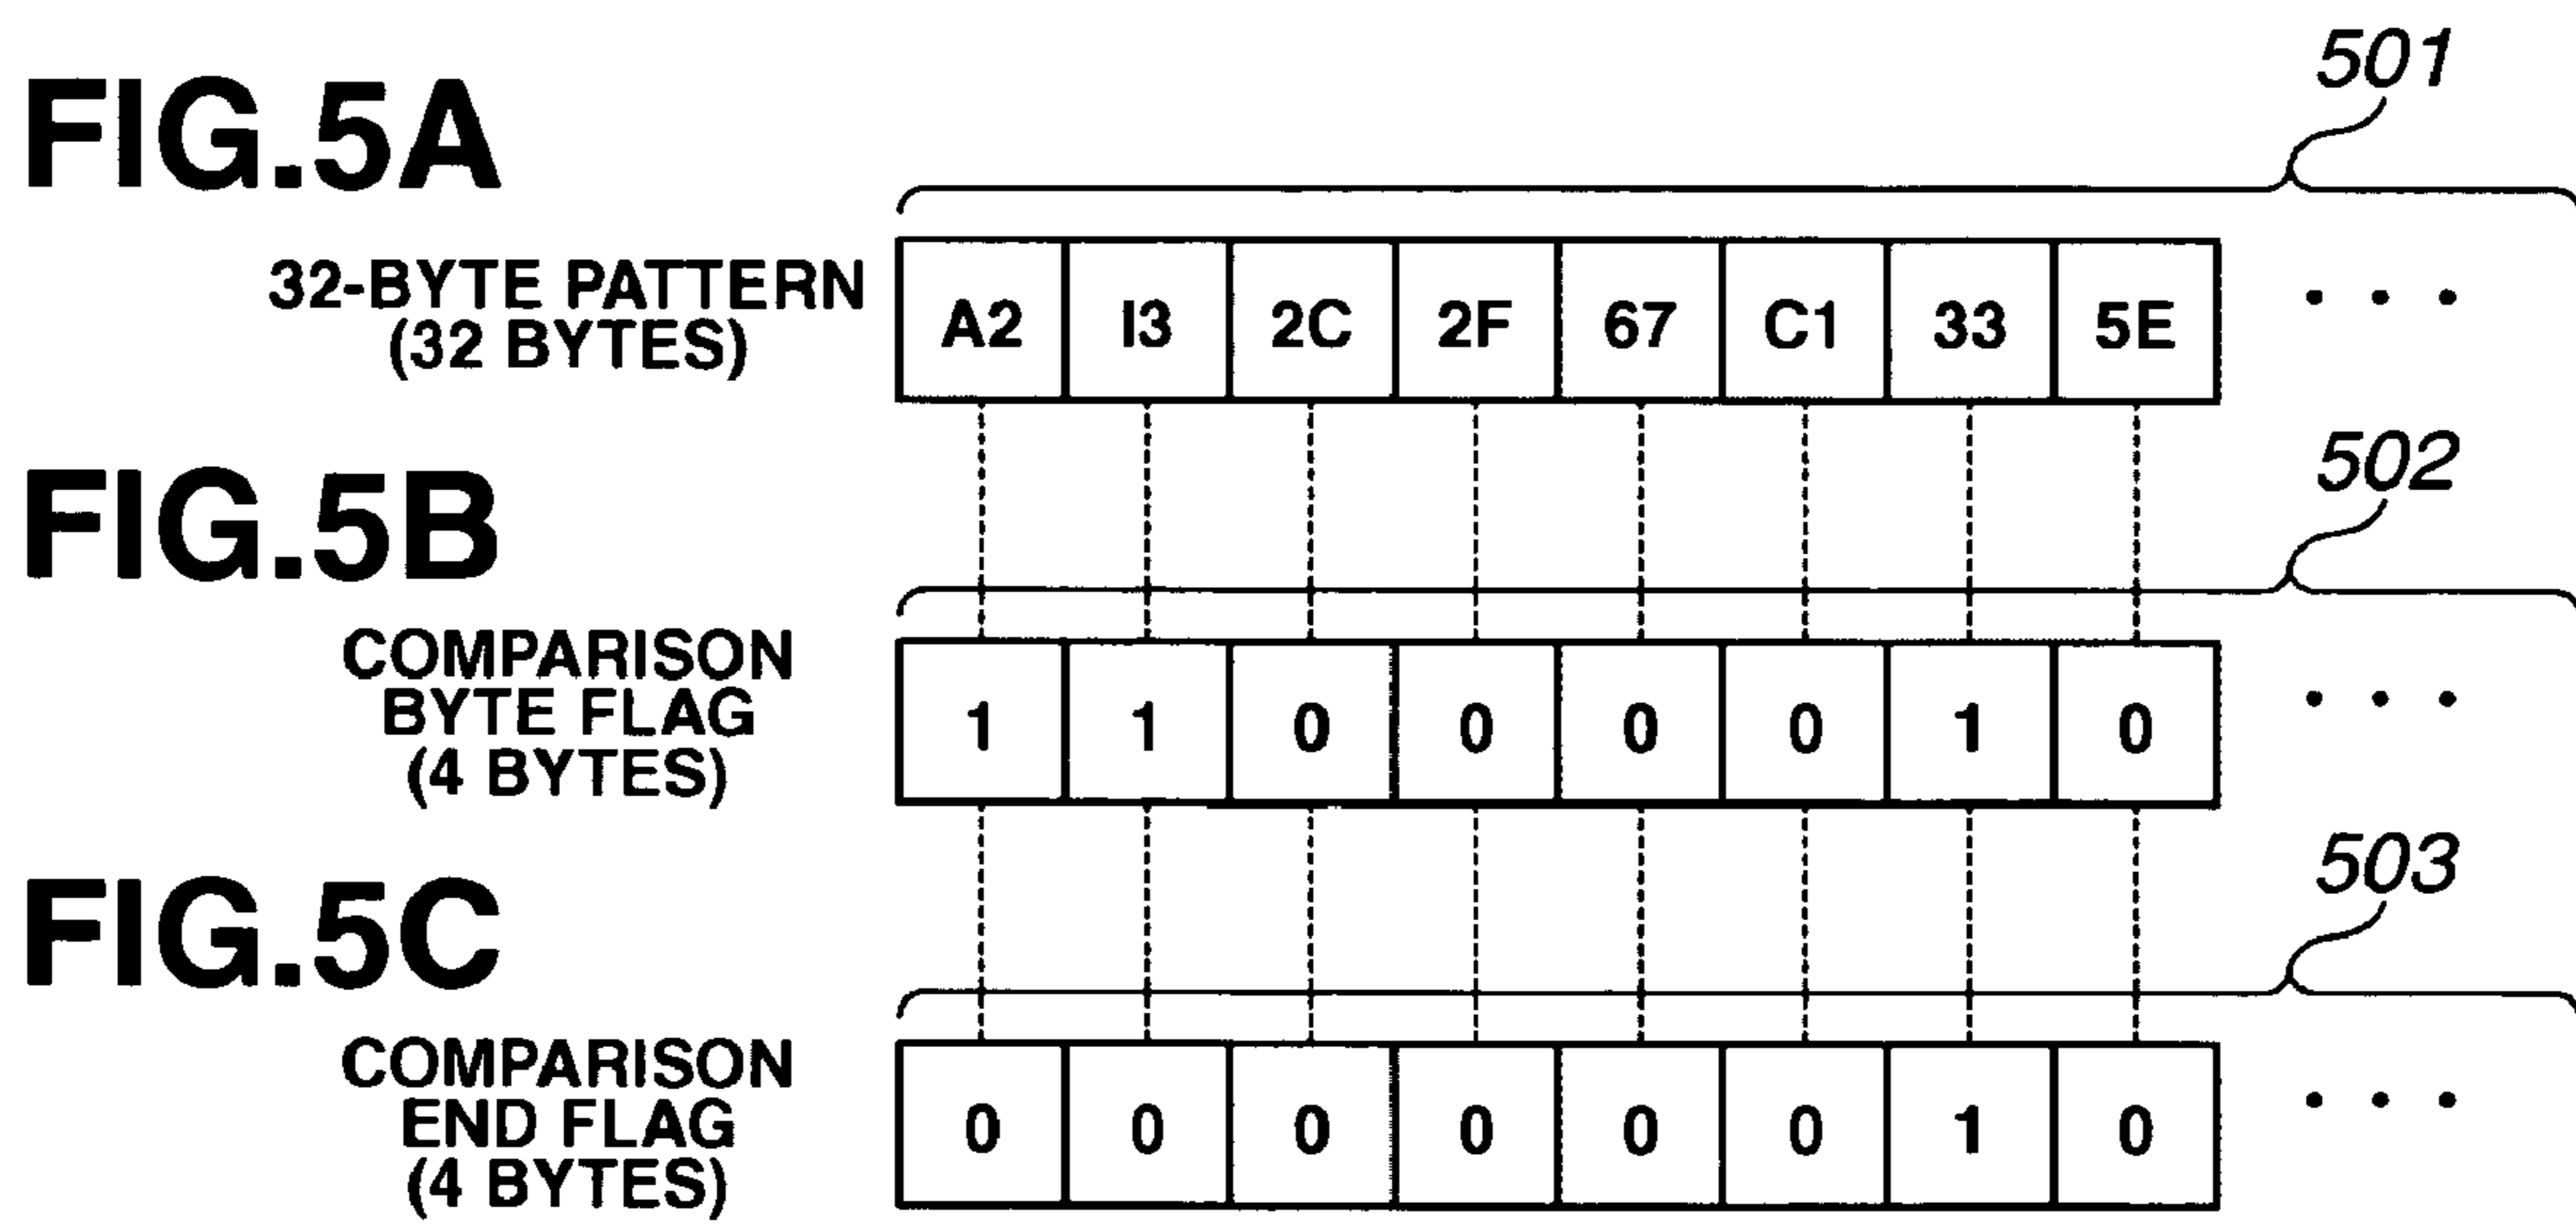 501
FIG.5A
32-BYTE PATTERN
(32 BYTES)
A2 I3 2C 2F 67 C1 33 5E • • •
502
FIG.5B
COMPARISON
BYTE FLAG
(4 BYTES)
1 1 0 0 0 0 1 0 • • •
503
FIG.5C
COMPARISON
END FLAG
(4 BYTES)
0 0 0 0 0 0 1 0 • • •